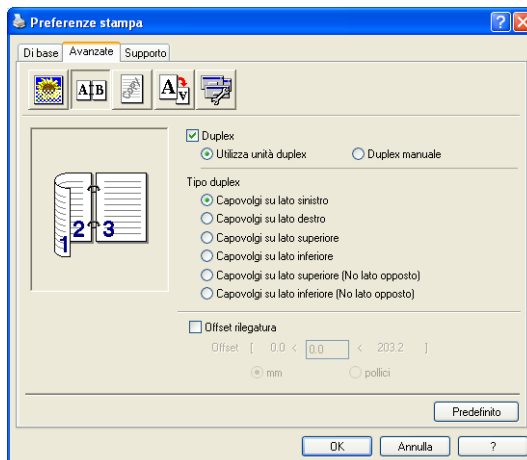 Preferenze stampa
Di base Avanzate Supporto
A B A A
Duplex
Utilizza unità duplex Duplex manuale
Tipo duplex
Capovolgi su lato sinistro
Capovolgi su lato destro
Capovolgi su lato superiore
Capovolgi su lato inferiore
Capovolgi su lato superiore (No lato opposto)
Capovolgi su lato inferiore (No lato opposto)
1 2 3
Offset rilegatura
Offset [ 0.0 < 0.0 < 203.2 ]
mm pollici
Predefinito
OK Annulla ?